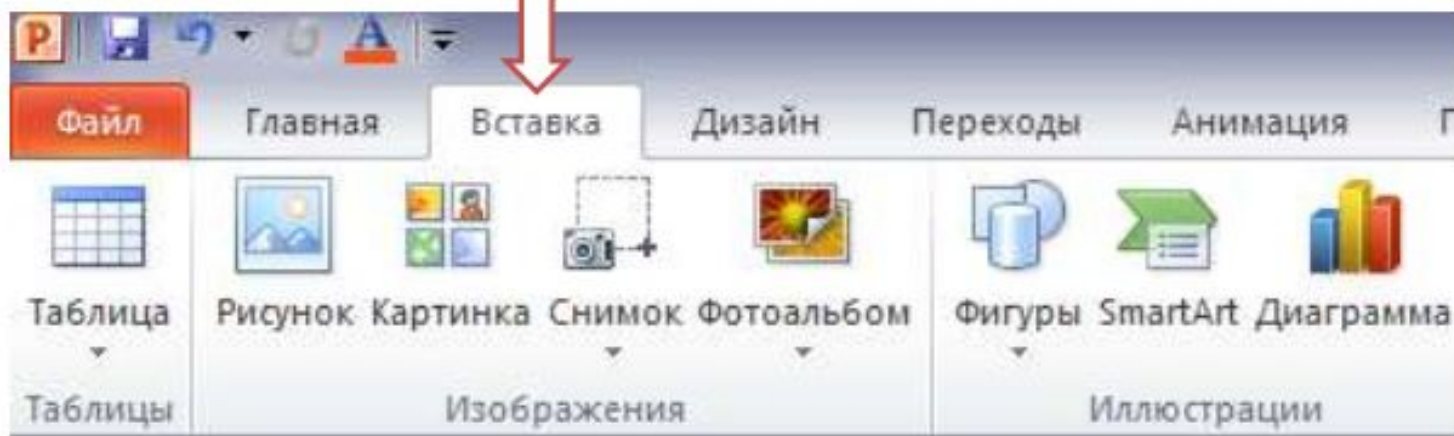 Файл Главная Вставка Дизайн Переходы Анимация
Таблица Рисунок Картинка Снимок Фотоальбом Фигуры SmartArt Диаграмма
Таблицы Изображения Иллюстрации